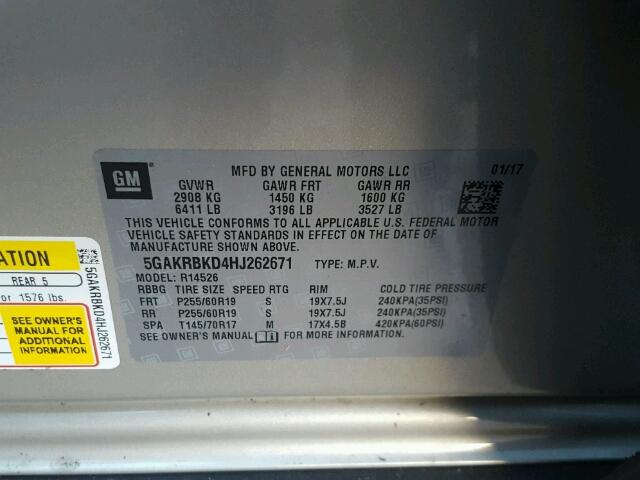 GM
MFD BY GENERAL MOTORS LLC 01/17
GVWR GAWR FRT GAWR RR
2908 KG 1450 KG 1600 KG
6411 LB 3196 LB 3527 LB
THIS VEHICLE CONFORMS TO ALL APPLICABLE U.S. FEDERAL MOTOR
VEHICLE SAFETY STANDARDS IN EFFECT ON THE DATE OF
MANUFACTURE SHOWN ABOVE.
5GAKRBKD4HJ262671 TYPE: M.P.V.
MODEL: R14526
RBBG TIRE SIZE SPEED RTG RIM COLD TIRE PRESSURE
FRT P255/60R19 S 19X7.5J 240KPA(35PSI)
RR P255/60R19 S 19X7.5J 240KPA(35PSI)
SPA T145/70R17 M 17X4.5B 420KPA(60PSI)
SEE OWNER'S MANUAL FOR MORE INFORMATION.
ATION
REAR 5
or 1576 lbs.
SEE OWNER'S
MANUAL FOR
ADDITIONAL
INFORMATION
5GAKRBKD4HJ262671